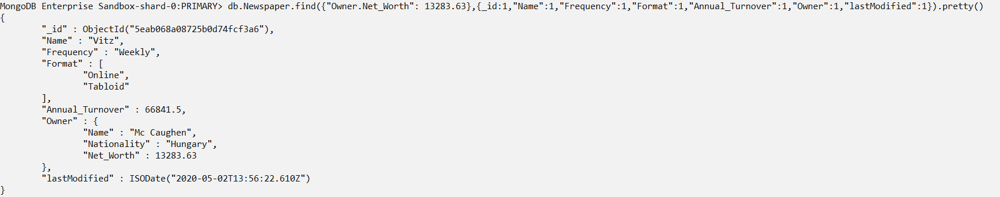 MongoDB Enterprise Sandbox-shard-0:PRIMARY> db.Newspaper.find({"Owner.Net_Worth": 13283.63},{_id:1,"Name":1,"Frequency":1,"Format":1,"Annual_Turnover":1,"Owner":1,"lastModified":1}).pretty()
{
        "_id" : ObjectId("5eab068a08725b0d74fcf3a6"),
        "Name" : "Vitz",
        "Frequency" : "Weekly",
        "Format" : [
                "Online",
                "Tabloid"
        ],
        "Annual_Turnover" : 66841.5,
        "Owner" : {
                "Name" : "Mc Caughen",
                "Nationality" : "Hungary",
                "Net_Worth" : 13283.63
        },
        "lastModified" : ISODate("2020-05-02T13:56:22.610Z")
}